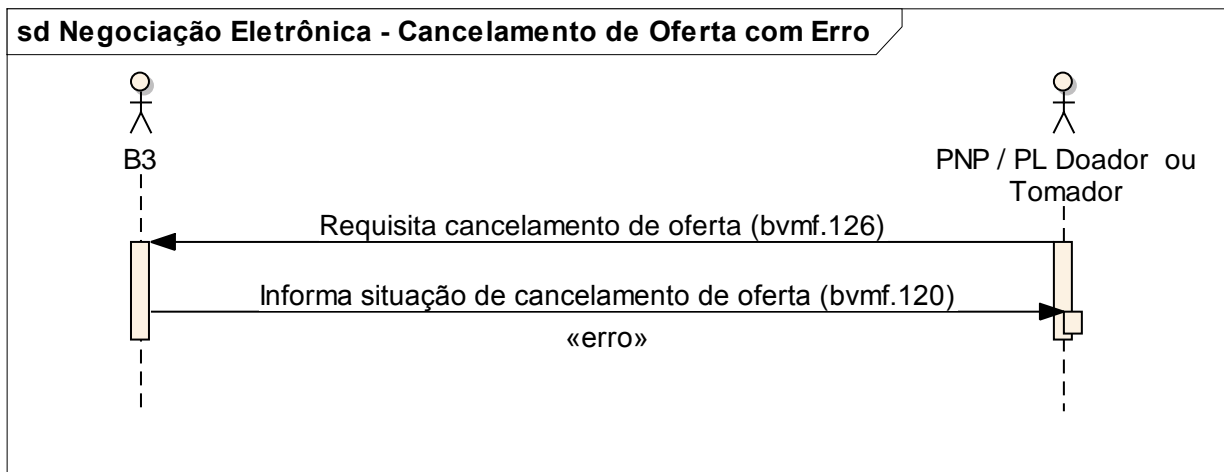 sd Negociação Eletrônica - Cancelamento de Oferta com Erro
B3
PNP / PL Doador ou
Tomador
Requisita cancelamento de oferta (bvmf.126)
Informa situação de cancelamento de oferta (bvmf.120)
«erro»